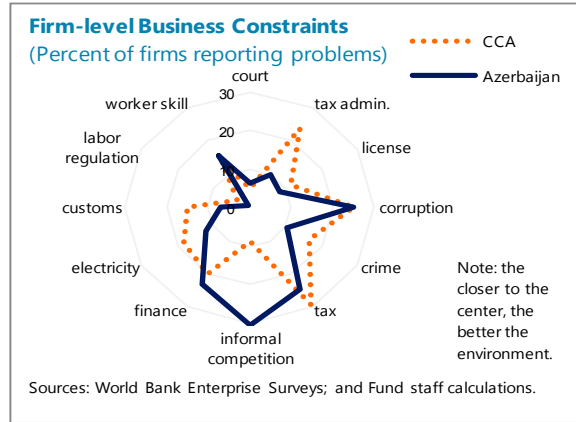 Firm-level Business Constraints
(Percent of firms reporting problems)
CCA
Azerbaijan
court
tax admin.
license
corruption
crime
tax
informal
competition
finance
electricity
customs
labor
regulation
worker skill
30
20
10
0
Note: the
closer to the
center, the
better the
environment.
Sources: World Bank Enterprise Surveys; and Fund staff calculations.